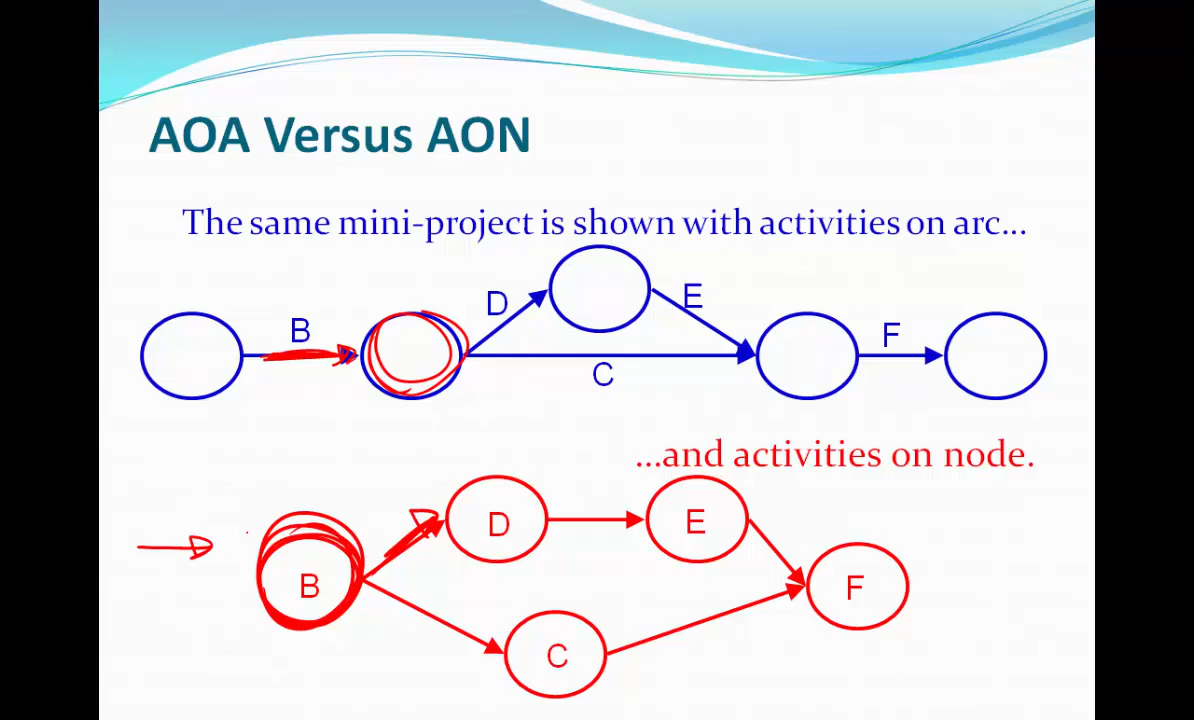 AOA Versus AON
The same mini-project is shown with activities on arc...
D
E
B
F
C
...and activities on node.
D
E
B
F
C